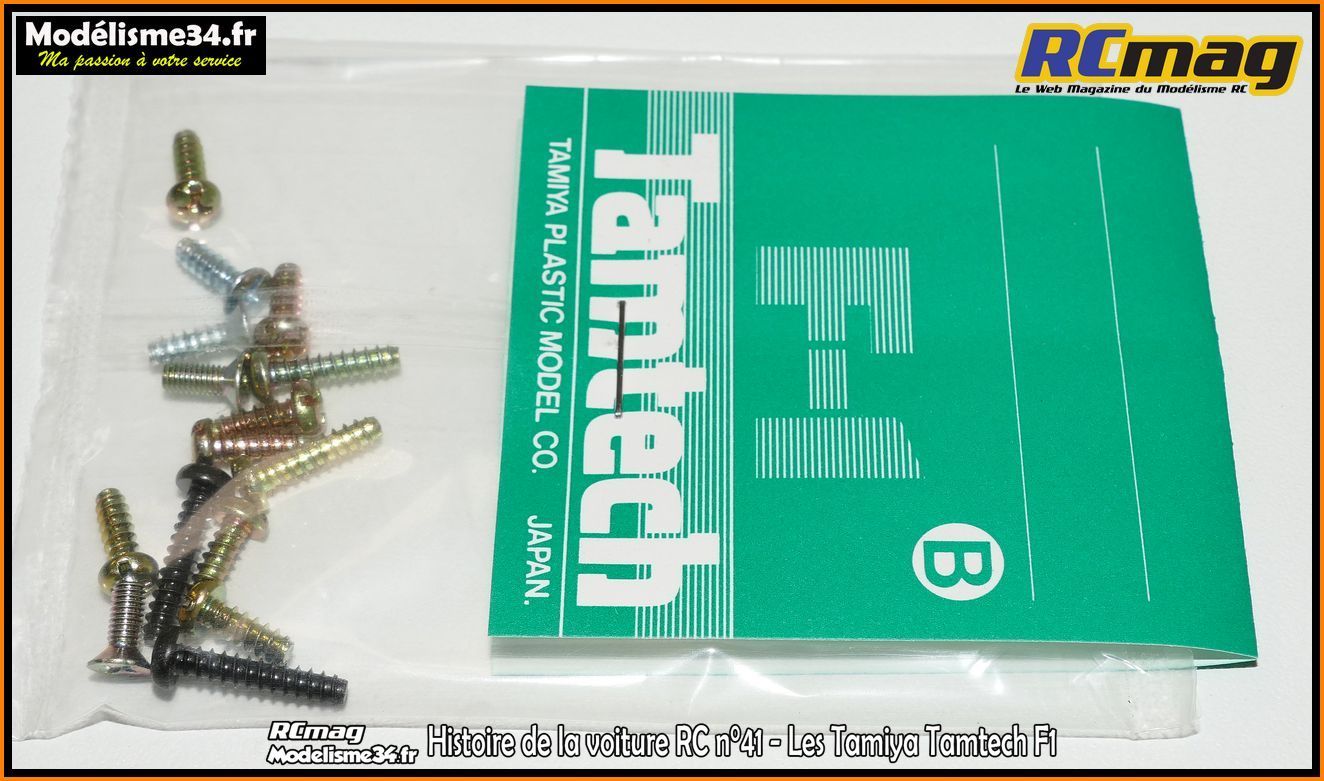 Modélisme34.fr
Ma passion à votre service
RCmag
Le Web Magazine du Modélisme RC
Tamtech
TAMIYA PLASTIC MODEL CO. JAPAN.
F1
B
RCmag
Modelisme34.fr
Histoire de la voiture RC n°41 - Les Tamiya Tamtech F1